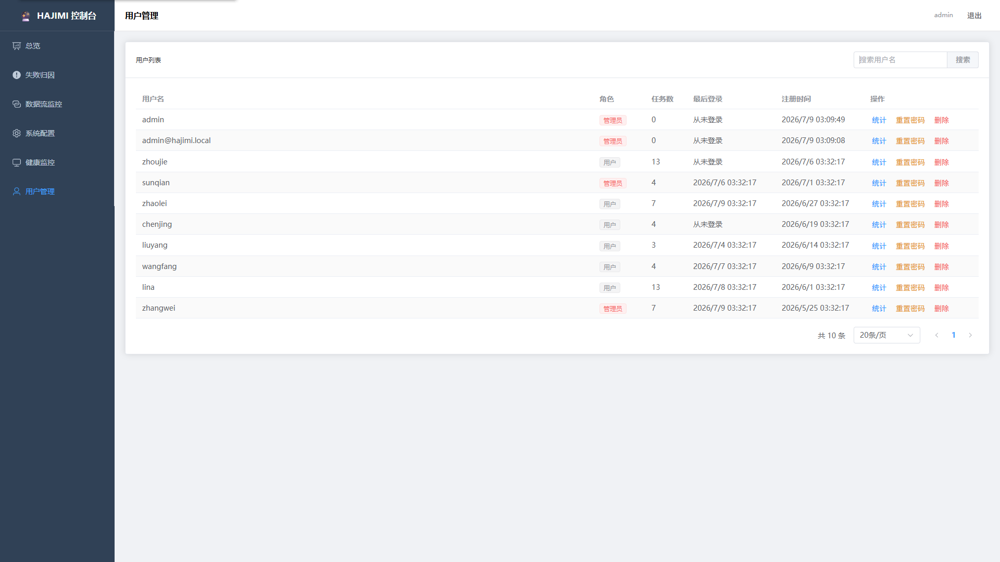 HAJIMI 控制台
用户管理
admin
退出
总览
失败归因
数据流监控
系统配置
健康监控
用户管理
用户列表
搜索用户名
搜索
用户名 角色 任务数 最后登录 注册时间 操作
admin 管理员 0 从未登录 2026/7/9 03:09:49 统计 重置密码 删除
admin@hajimi.local 管理员 0 从未登录 2026/7/9 03:09:08 统计 重置密码 删除
zhoujie 用户 13 从未登录 2026/7/6 03:32:17 统计 重置密码 删除
sunqian 管理员 4 2026/7/6 03:32:17 2026/7/1 03:32:17 统计 重置密码 删除
zhaolei 用户 7 2026/7/9 03:32:17 2026/6/27 03:32:17 统计 重置密码 删除
chenjing 用户 4 从未登录 2026/6/19 03:32:17 统计 重置密码 删除
liuyang 用户 3 2026/7/4 03:32:17 2026/6/14 03:32:17 统计 重置密码 删除
wangfang 用户 4 2026/7/7 03:32:17 2026/6/9 03:32:17 统计 重置密码 删除
lina 用户 13 2026/7/8 03:32:17 2026/6/1 03:32:17 统计 重置密码 删除
zhangwei 管理员 7 2026/7/9 03:32:17 2026/5/25 03:32:17 统计 重置密码 删除
共 10 条 20条/页 1